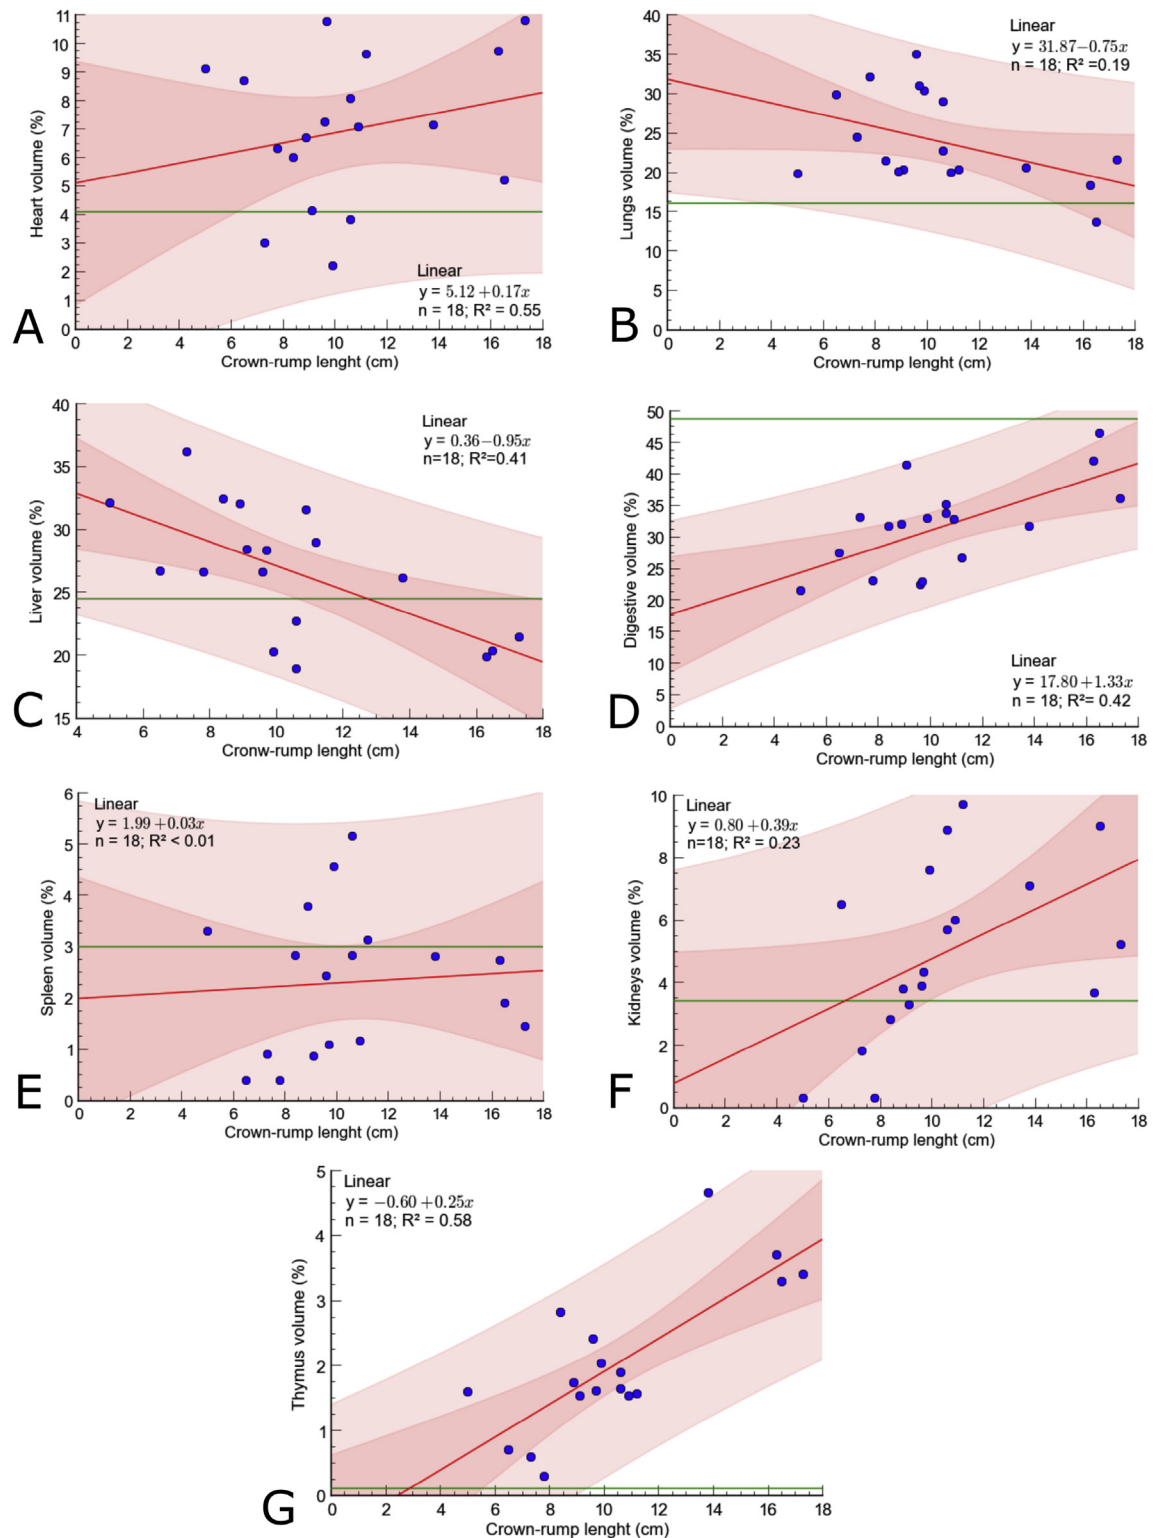 11
10
9
8
7
6
5
4
3
2
1
0
Heart volume (%)
Linear
y = 5.12 +0.17x
n = 18; R² = 0.55
A
0 2 4 6 8 10 12 14 16 18
Crown-rump lenght (cm)
40
35
30
25
20
15
10
5
0
Lungs volume (%)
Linear
y = 31.87−0.75x
n = 18; R² =0.19
B
0 2 4 6 8 10 12 14 16 18
Crown-rump lenght (cm)
40
35
30
25
20
15
Liver volume (%)
Linear
y = 0.36−0.95x
n=18; R²=0.41
C
4 6 8 10 12 14 16 18
Cronw-rump lenght (cm)
50
45
40
35
30
25
20
15
10
5
0
Digestive volume (%)
Linear
y = 17.80 +1.33x
n = 18; R²= 0.42
D
0 2 4 6 8 10 12 14 16 18
Crown-rump lenght (cm)
6
5
4
3
2
1
0
Spleen volume (%)
Linear
y = 1.99 +0.03x
n = 18; R² < 0.01
E
0 2 4 6 8 10 12 14 16 18
Crown-rump lenght (cm)
10
8
6
4
2
0
Kidneys volume (%)
Linear
y = 0.80 +0.39x
n=18; R² = 0.23
F
0 2 4 6 8 10 12 14 16 18
Crown-rump lenght (cm)
5
4
3
2
1
0
Thymus volume (%)
Linear
y = −0.60 +0.25x
n = 18; R² = 0.58
G
0 2 4 6 8 10 12 14 16 18
Crown-rump lenght (cm)